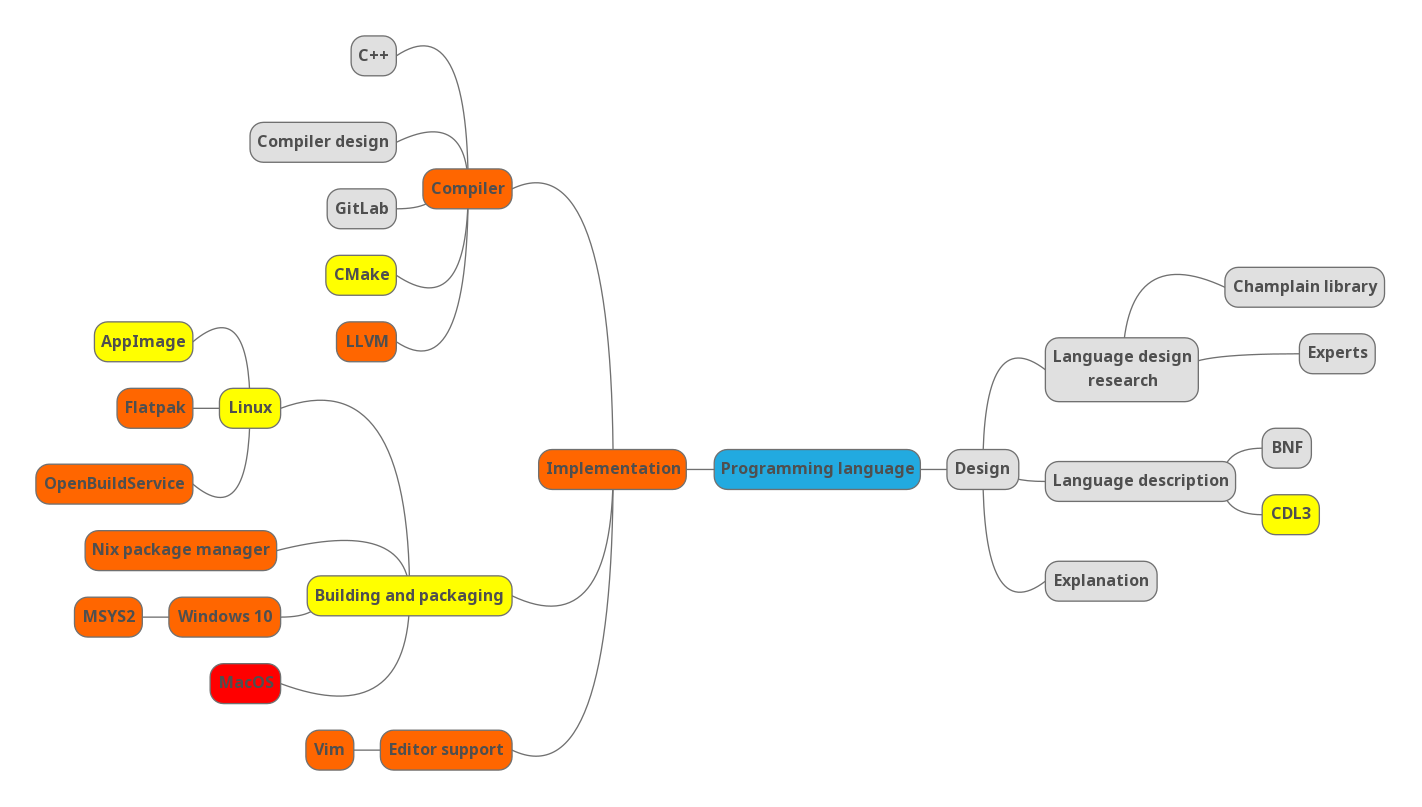 C++
Compiler design
Compiler
GitLab
CMake
LLVM
AppImage
Flatpak
Linux
OpenBuildService
Nix package manager
Building and packaging
MSYS2
Windows 10
MacOS
Vim
Editor support
Implementation
Programming language
Design
Champlain library
Language design
research
Experts
BNF
Language description
CDL3
Explanation